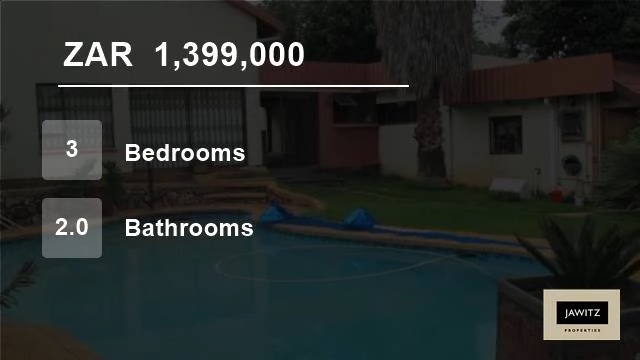 ZAR 1,399,000
3
Bedrooms
2.0
Bathrooms
JAWITZ
PROPERTIES